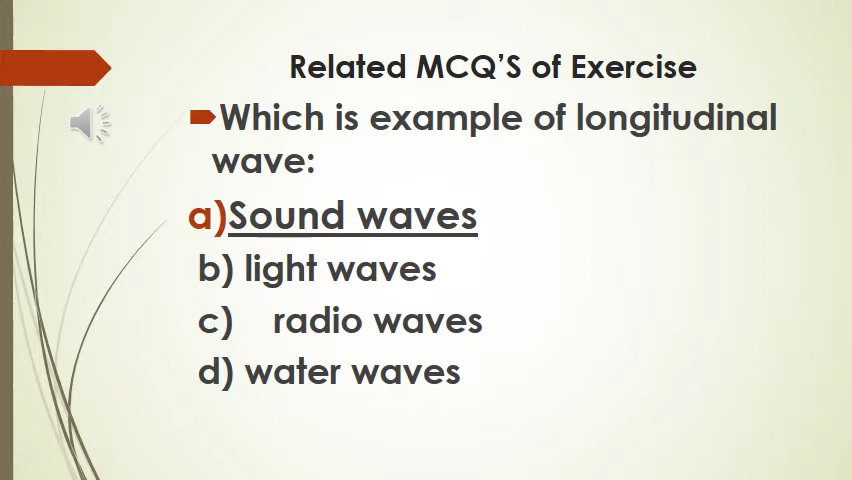 Related MCQ’S of Exercise
Which is example of longitudinal
wave:
a)Sound waves
b) light waves
c) radio waves
d) water waves